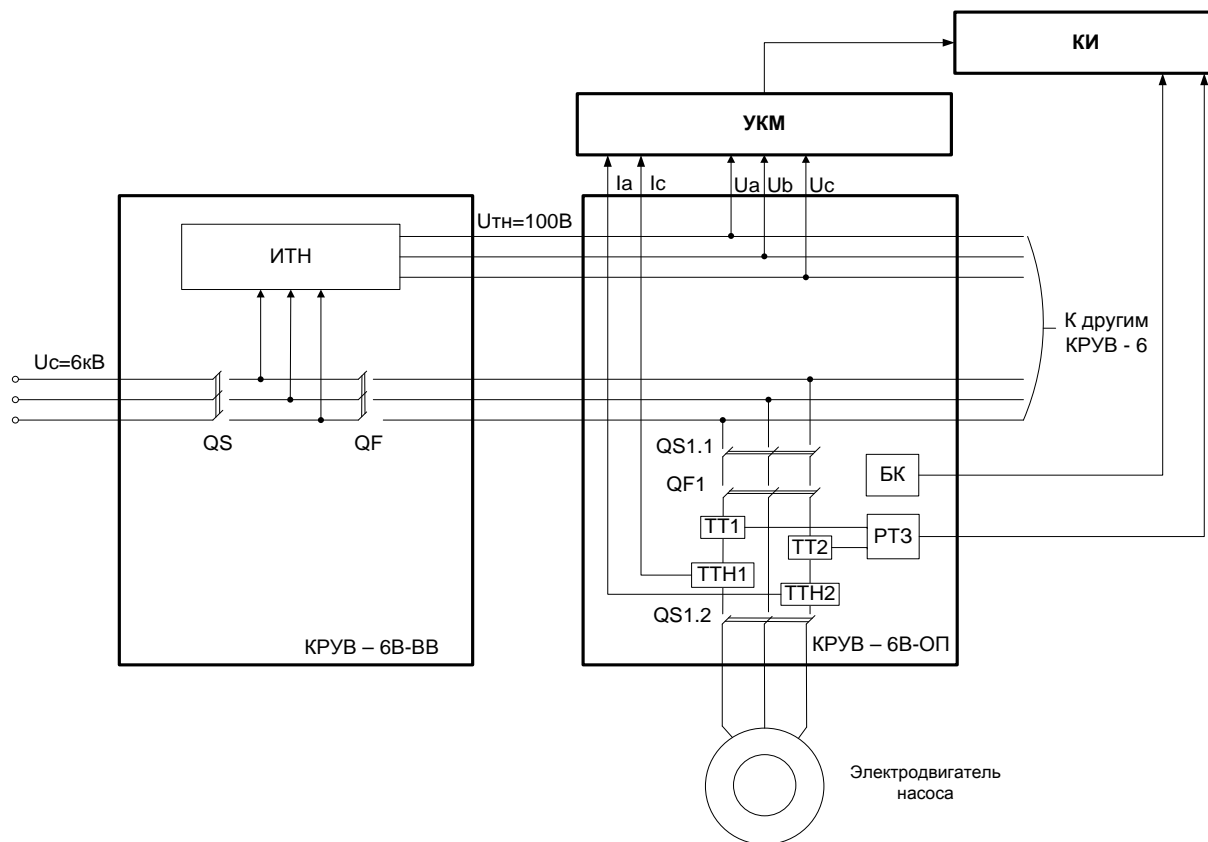 КИ
УКМ
Ia Ic Ua Ub Uc
Uтн=100В
ИТН
К другим
КРУВ - 6
Uc=6кВ
QS
QF
QS1.1
QF1
БК
ТТ1
РТЗ
ТТ2
ТТН1
ТТН2
QS1.2
КРУВ – 6В-ВВ
КРУВ – 6В-ОП
Электродвигатель
насоса